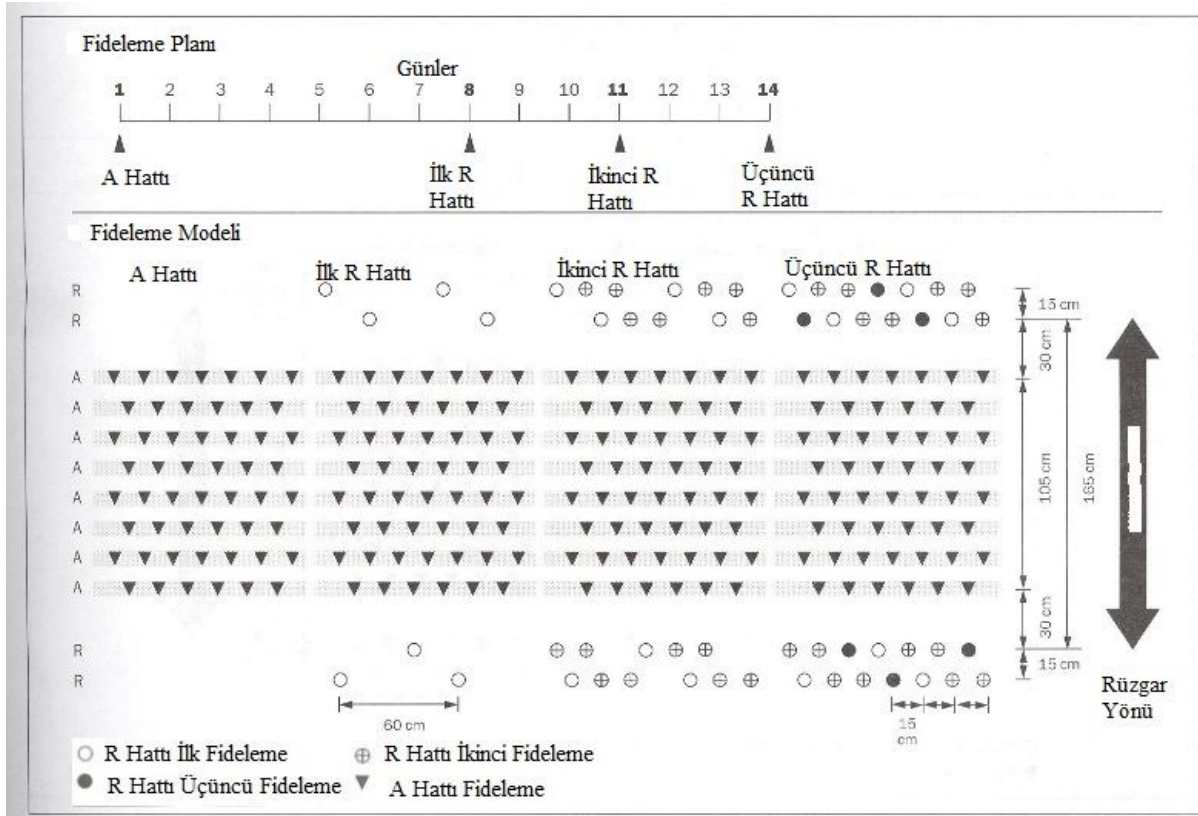 Fideleme Planı
Günler
1 2 3 4 5 6 7 8 9 10 11 12 13 14
A Hattı
İlk R
Hattı
İkinci R
Hattı
Üçüncü
R Hattı
Fideleme Modeli
A Hattı
İlk R Hattı
İkinci R Hattı
Üçüncü R Hattı
R
15 cm
R
30 cm
A
A
A
A
105 cm
165 cm
A
A
A
A
30 cm
R
15 cm
R
60 cm
15
cm
Rüzgar
Yönü
R Hattı İlk Fideleme
R Hattı İkinci Fideleme
R Hattı Üçüncü Fideleme
A Hattı Fideleme